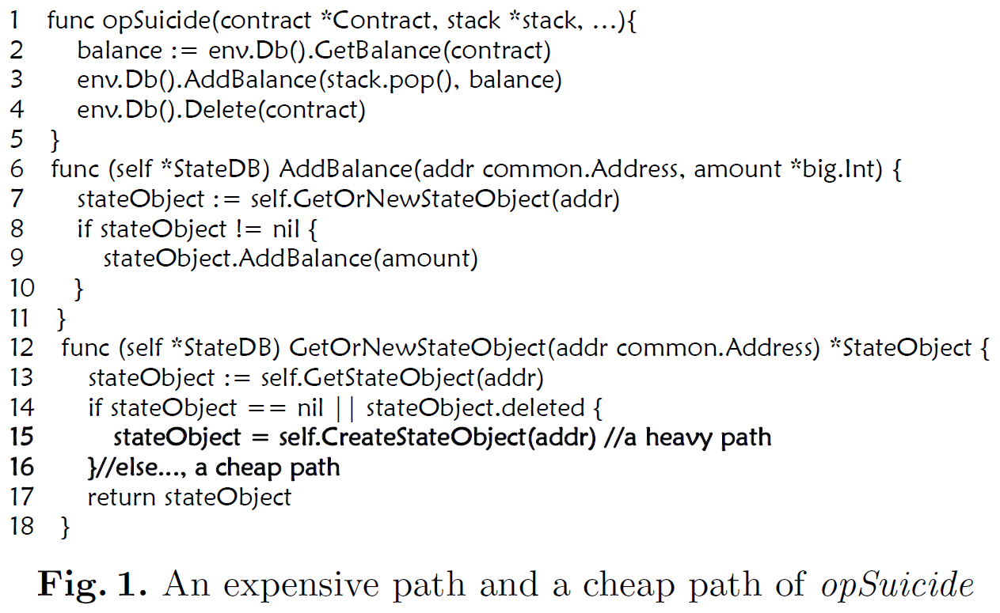 1 func opSuicide(contract *Contract, stack *stack, ...){
2 balance := env.Db().GetBalance(contract)
3 env.Db().AddBalance(stack.pop(), balance)
4 env.Db().Delete(contract)
5 }
6 func (self *StateDB) AddBalance(addr common.Address, amount *big.Int) {
7 stateObject := self.GetOrNewStateObject(addr)
8 if stateObject != nil {
9 stateObject.AddBalance(amount)
10 }
11 }
12 func (self *StateDB) GetOrNewStateObject(addr common.Address) *StateObject {
13 stateObject := self.GetStateObject(addr)
14 if stateObject == nil || stateObject.deleted {
15 stateObject = self.CreateStateObject(addr) //a heavy path
16 }//else..., a cheap path
17 return stateObject
18 }
Fig. 1. An expensive path and a cheap path of opSuicide